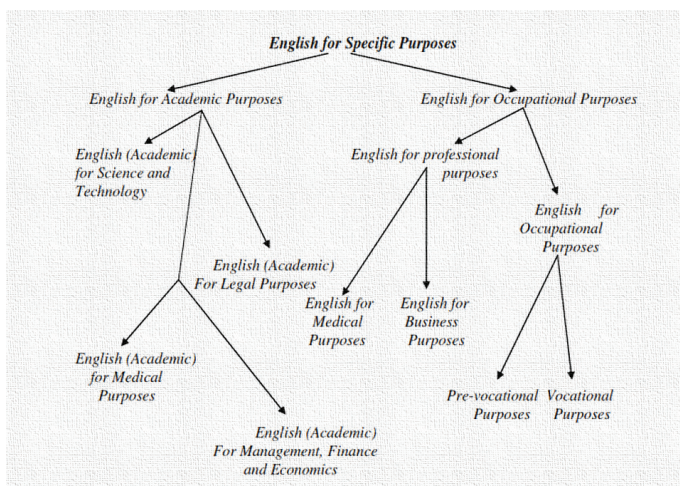 English for Specific Purposes
English for Academic Purposes
English for Occupational Purposes
English (Academic)
for Science and
Technology
English for professional
purposes
English for
Occupational
Purposes
English (Academic)
For Legal Purposes
English for
Medical
Purposes
English for
Business
Purposes
English (Academic)
for Medical
Purposes
Pre-vocational
Purposes
Vocational
Purposes
English (Academic)
For Management, Finance
and Economics